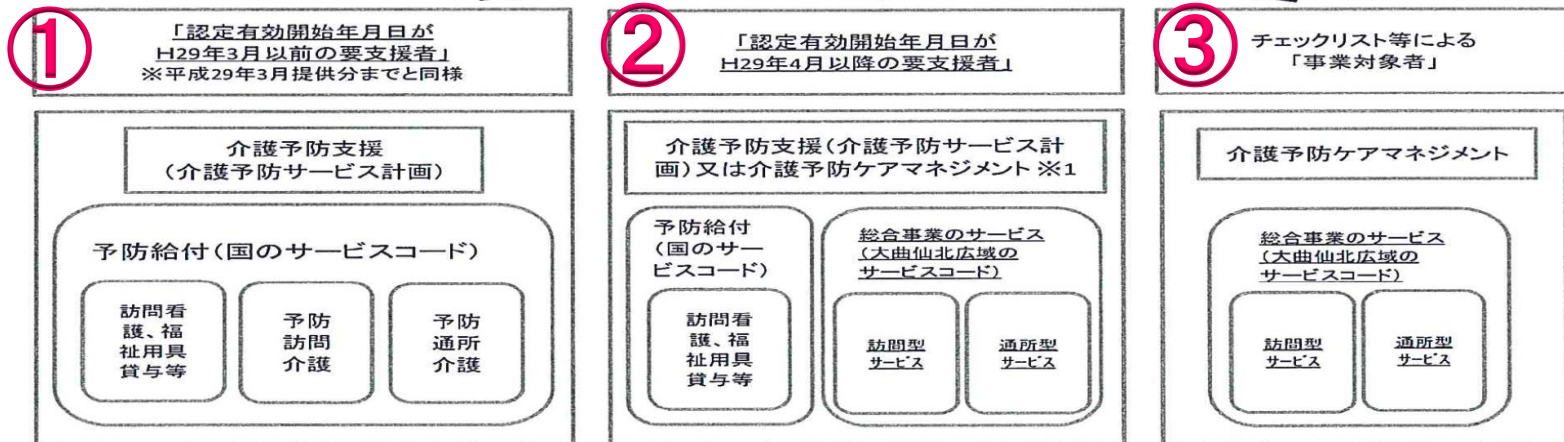 ①
「認定有効開始年月日が
H29年3月以前の要支援者」
※平成29年3月提供分までと同様
介護予防支援
(介護予防サービス計画)
予防給付(国のサービスコード)
訪問看
護、福
祉用具
貸与等
予防
訪問
介護
予防
通所
介護
②
「認定有効開始年月日が
H29年4月以降の要支援者」
介護予防支援(介護予防サービス計
画)又は介護予防ケアマネジメント ※1
予防給付
(国のサー
ビスコード)
訪問看
護、福
祉用具
貸与等
総合事業のサービス
(大曲仙北広域の
サービスコード)
訪問型
サービス
通所型
サービス
③
チェックリスト等による
「事業対象者」
介護予防ケアマネジメント
総合事業のサービス
(大曲仙北広域の
サービスコード)
訪問型
サービス
通所型
サービス